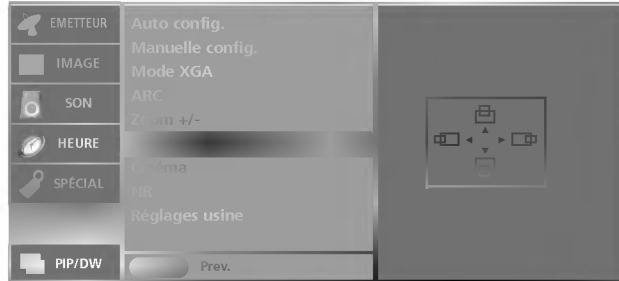 EMETTEUR
IMAGE
SON
HEURE
SPÉCIAL
PIP/DW
Auto config.
Manuelle config.
Mode XGA
ARC
Zoom +/-
Cinéma
NR
Réglages usine
Prev.